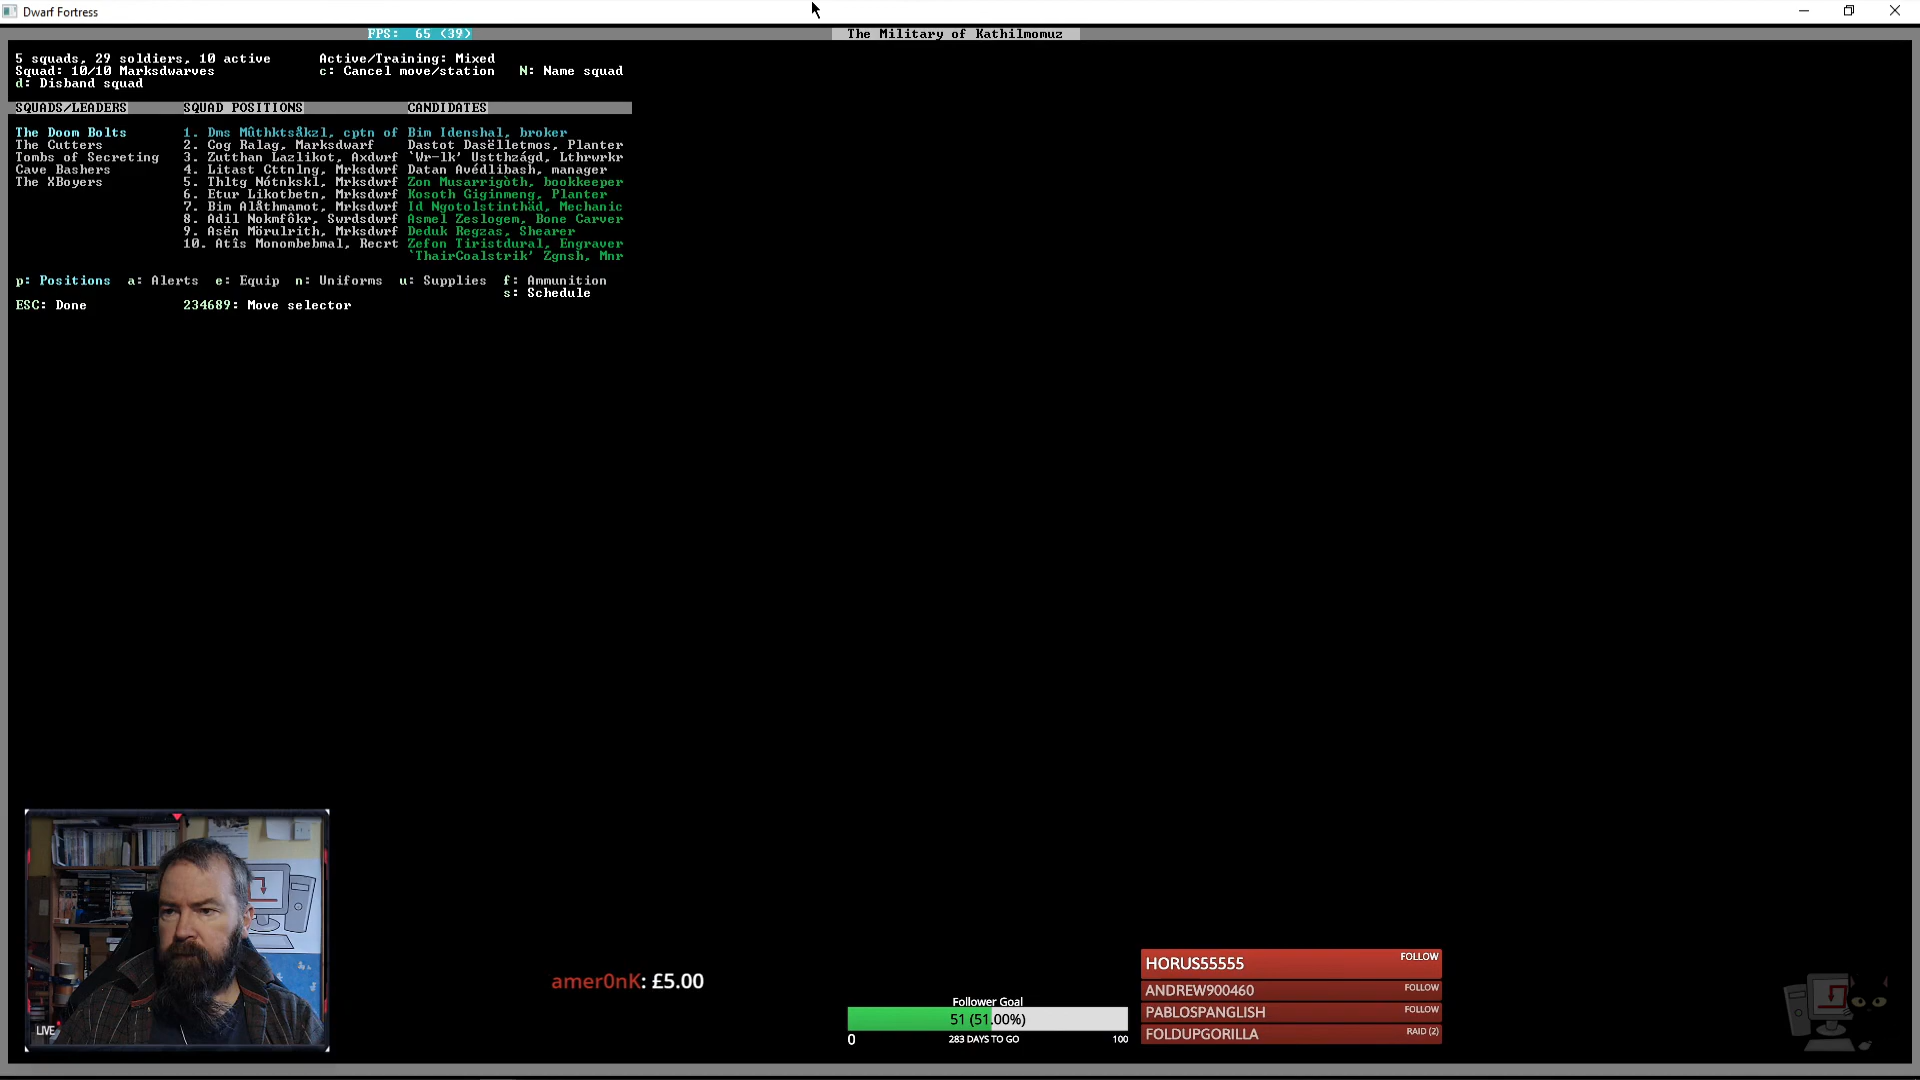 Dwarf Fortress
FPS: 65 (39)
The Military of Kathilmomuz
5 squads, 29 soldiers, 10 active Active/Training: Mixed
Squad: 10/10 Marksdwarves c: Cancel move/station N: Name squad
d: Disband squad
SQUADS/LEADERS SQUAD POSITIONS CANDIDATES
The Doom Bolts 1. Dms Mûthktsåkzl, cptn of Bim Idenshal, broker
The Cutters 2. Cog Ralag, Marksdwarf Dastot Dasëlletmos, Planter
Tombs of Secreting 3. Zutthan Lazlikot, Axdwrf `Wr-lk' Ustthzágd, Lthrwrkr
Cave Bashers 4. Litast Cttnlng, Mrksdwrf Datan Avédlibash, manager
The XBoyers 5. Thltg Nótnkskl, Mrksdwrf Zon Musarrigòth, bookkeeper
6. Etur Likotbetn, Mrksdwrf Kosoth Giginmeng, Planter
7. Bim Alåthmamot, Mrksdwrf Id Ngotolstinthäd, Mechanic
8. Adil Nokmfôkr, Swrdsdwrf Asmel Zeslogem, Bone Carver
9. Asën Mörulrith, Mrksdwrf Deduk Regzas, Shearer
10. Atîs Monombebmal, Recrt Zefon Tiristdural, Engraver
`ThairCoalstrik' Zgnsh, Mnr
p: Positions a: Alerts e: Equip n: Uniforms u: Supplies f: Ammunition
s: Schedule
ESC: Done 234689: Move selector
LIVE
amer0nK: £5.00
Follower Goal
51 (51.00%)
0 283 DAYS TO GO 100
HORUS55555 FOLLOW
ANDREW900460 FOLLOW
PABLOSPANGLISH FOLLOW
FOLDUPGORILLA RAID (2)